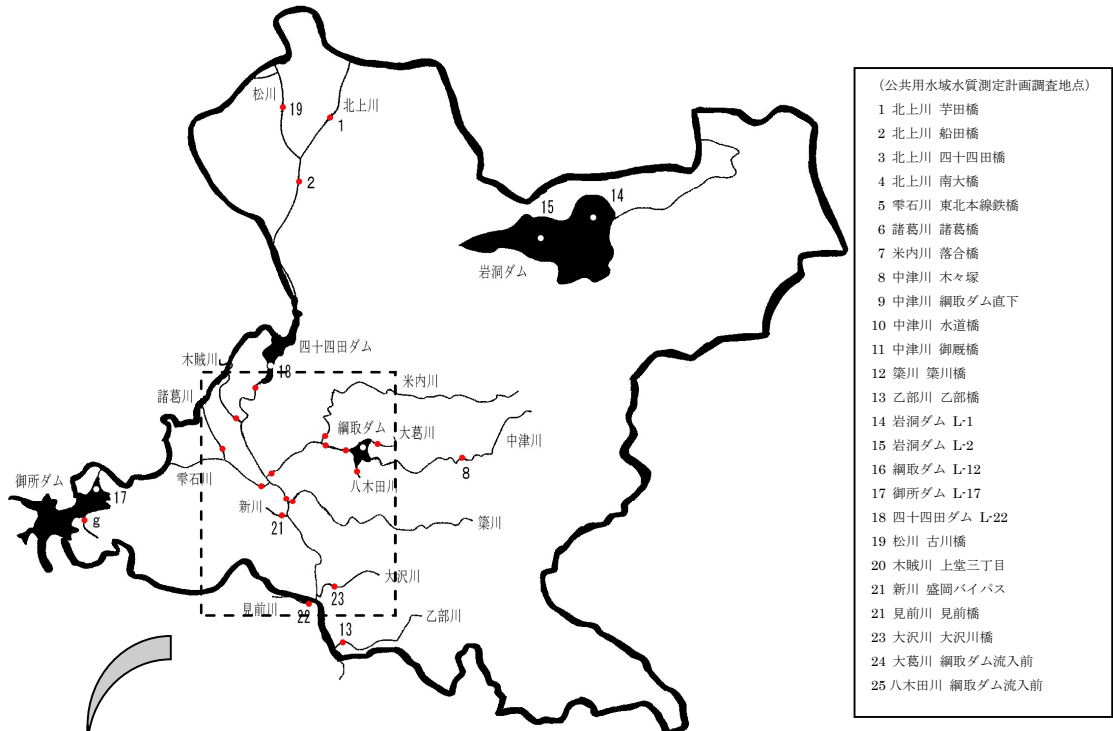 松川
19
北上川
1
2
14
15
岩洞ダム
四十四田ダム
木賊川
18
諸葛川
米内川
綱取ダム
大葛川
中津川
8
八木田川
雫石川
御所ダム
17
g
新川
21
簗川
大沢川
23
見前川
22
乙部川
13
(公共用水域水質測定計画調査地点)
1 北上川 芋田橋
2 北上川 船田橋
3 北上川 四十四田橋
4 北上川 南大橋
5 雫石川 東北本線鉄橋
6 諸葛川 諸葛橋
7 米内川 落合橋
8 中津川 木々塚
9 中津川 綱取ダム直下
10 中津川 水道橋
11 中津川 御厩橋
12 簗川 簗川橋
13 乙部川 乙部橋
14 岩洞ダム L-1
15 岩洞ダム L-2
16 綱取ダム L-12
17 御所ダム L-17
18 四十四田ダム L-22
19 松川 古川橋
20 木賊川 上堂三丁目
21 新川 盛岡バイパス
21 見前川 見前橋
23 大沢川 大沢川橋
24 大葛川 綱取ダム流入前
25 八木田川 綱取ダム流入前